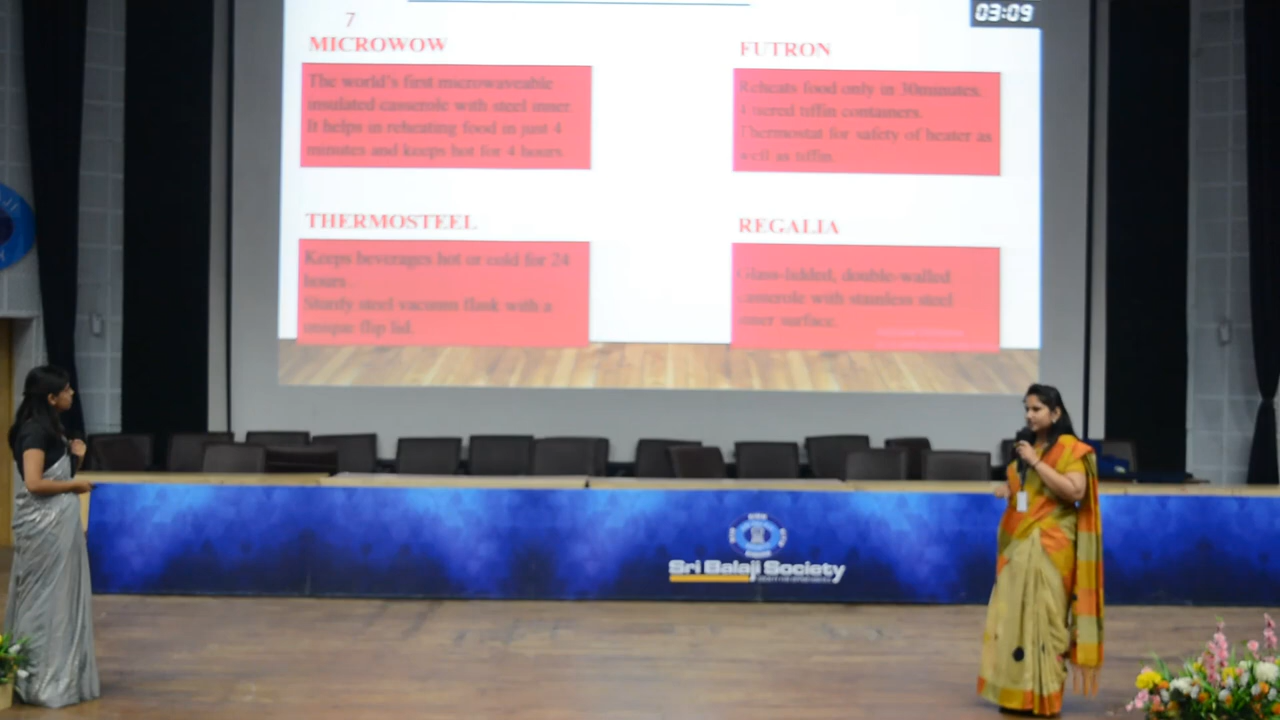 03:09
7
MICROWOW
The world's first microwaveable
insulated casserole with steel inner.
It helps in reheating food in just 4
minutes and keeps hot for 4 hours
FUTRON
Reheats food only in 30minutes.
tiered tiffin containers.
Thermostat for safety of heater as
well as tiffin.
THERMOSTEEL
Keeps beverages hot or cold for 24
hours
Sturdy steel vacuum flask with a
unique flip lid.
REGALIA
Glass-lidded, double-walled
casserole with stainless steel
surface.
Sri Balaji Society